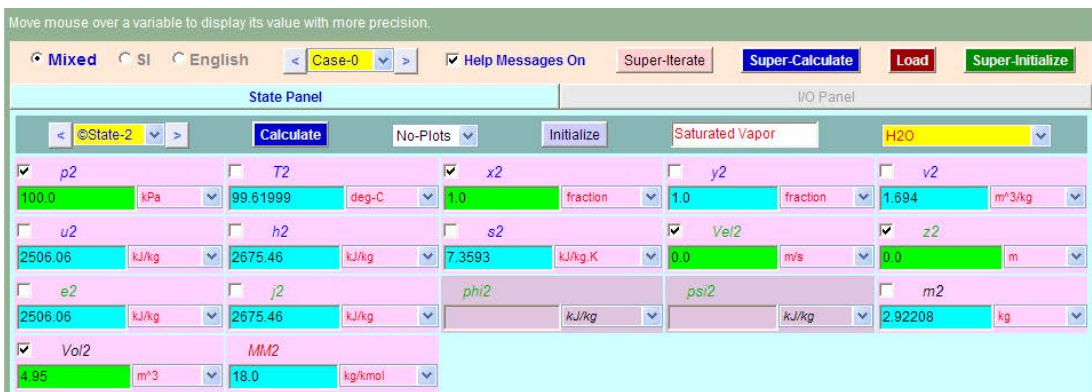 Move mouse over a variable to display its value with more precision.
Mixed SI English < Case-0 > Help Messages On Super-Iterate Super-Calculate Load Super-Initialize
State Panel I/O Panel
< ©State-2 > Calculate No-Plots Initialize Saturated Vapor H2O
p2 T2 x2 y2 v2
100.0 kPa 99.61999 deg-C 1.0 fraction 1.0 fraction 1.694 m^3/kg
u2 h2 s2 Vel2 z2
2506.06 kJ/kg 2675.46 kJ/kg 7.3593 kJ/kg.K 0.0 m/s 0.0 m
e2 j2 phi2 psi2 m2
2506.06 kJ/kg 2675.46 kJ/kg kJ/kg kJ/kg 2.92208 kg
Vol2 MM2
4.95 m^3 18.0 kg/kmol